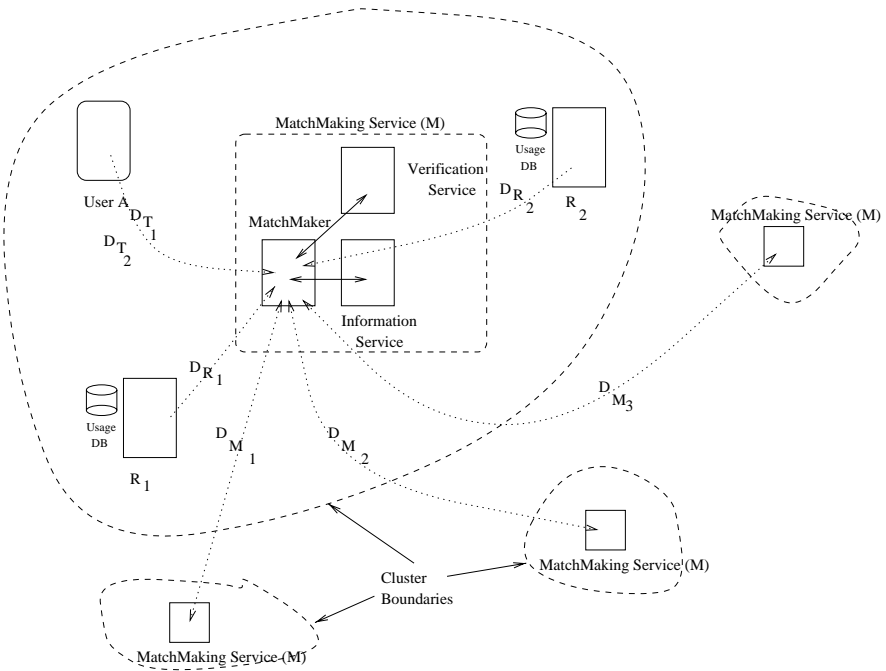 MatchMaking Service (M)
Usage
DB
Verification
Service
User A
D T 1
D T 2
MatchMaker
D R 2
R 2
MatchMaking Service (M)
Information
Service
D R 1
Usage
DB
R 1
D M 1
D M 2
D M 3
Cluster
Boundaries
MatchMaking Service (M)
MatchMaking Service (M)